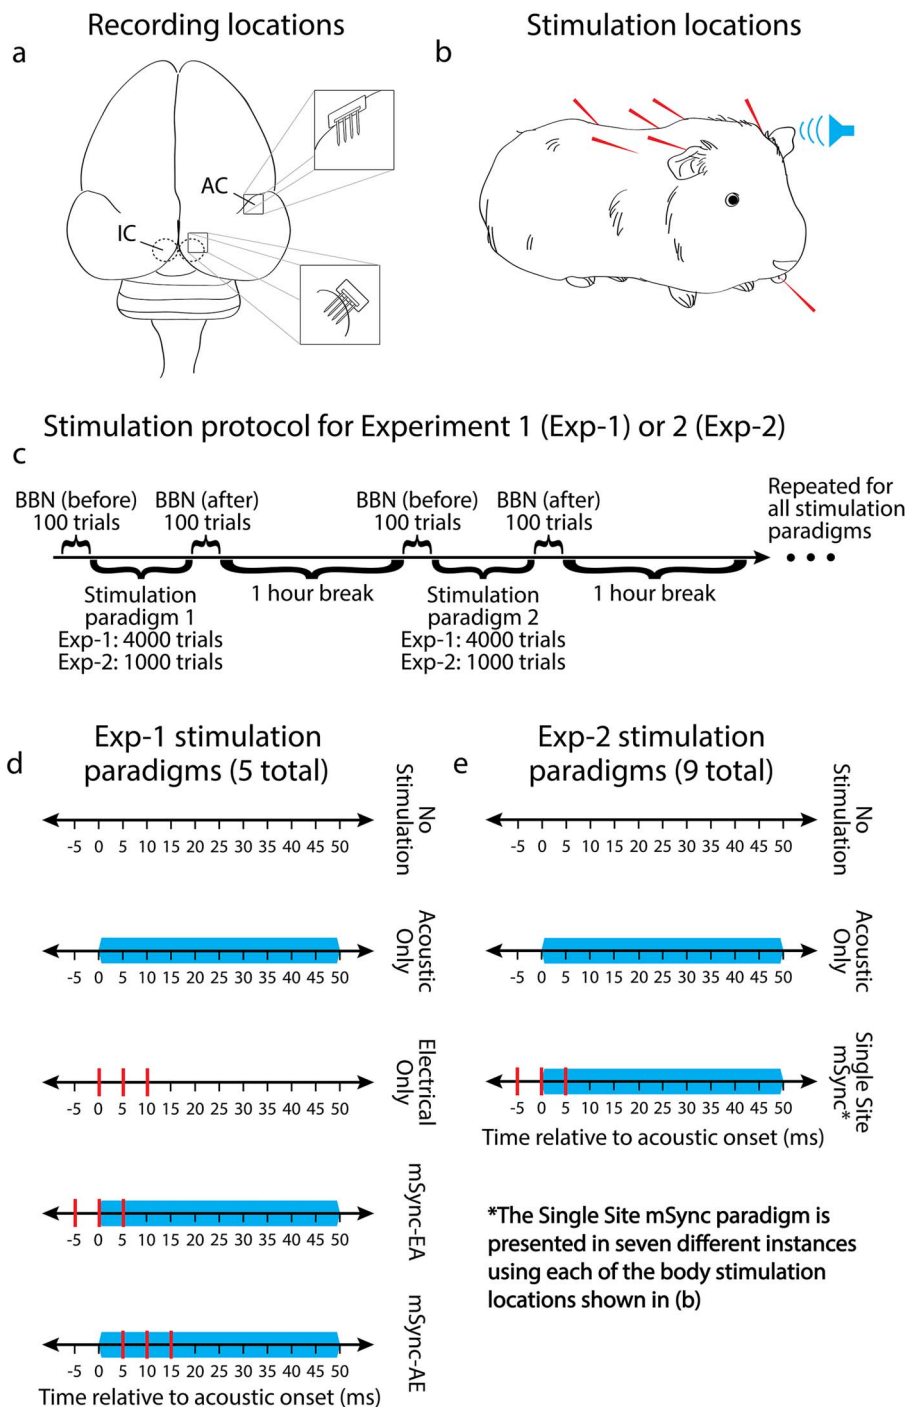 Recording locations
a
AC
IC
Stimulation locations
b
Stimulation protocol for Experiment 1 (Exp-1) or 2 (Exp-2)
c
BBN (before)
100 trials
BBN (after)
100 trials
BBN (before)
100 trials
BBN (after)
100 trials
Repeated for
all stimulation
paradigms
Stimulation
paradigm 1
Exp-1: 4000 trials
Exp-2: 1000 trials
1 hour break
Stimulation
paradigm 2
Exp-1: 4000 trials
Exp-2: 1000 trials
1 hour break
d
Exp-1 stimulation
paradigms (5 total)
-5 0 5 10 15 20 25 30 35 40 45 50
No
Stimulation
-5 0 5 10 15 20 25 30 35 40 45 50
Acoustic
Only
-5 0 5 10 15 20 25 30 35 40 45 50
Electrical
Only
-5 0 5 10 15 20 25 30 35 40 45 50
mSync-EA
-5 0 5 10 15 20 25 30 35 40 45 50
mSync-AE
Time relative to acoustic onset (ms)
e
Exp-2 stimulation
paradigms (9 total)
-5 0 5 10 15 20 25 30 35 40 45 50
No
Stimulation
-5 0 5 10 15 20 25 30 35 40 45 50
Acoustic
Only
-5 0 5 10 15 20 25 30 35 40 45 50
Single Site
mSync*
Time relative to acoustic onset (ms)
*The Single Site mSync paradigm is
presented in seven different instances
using each of the body stimulation
locations shown in (b)